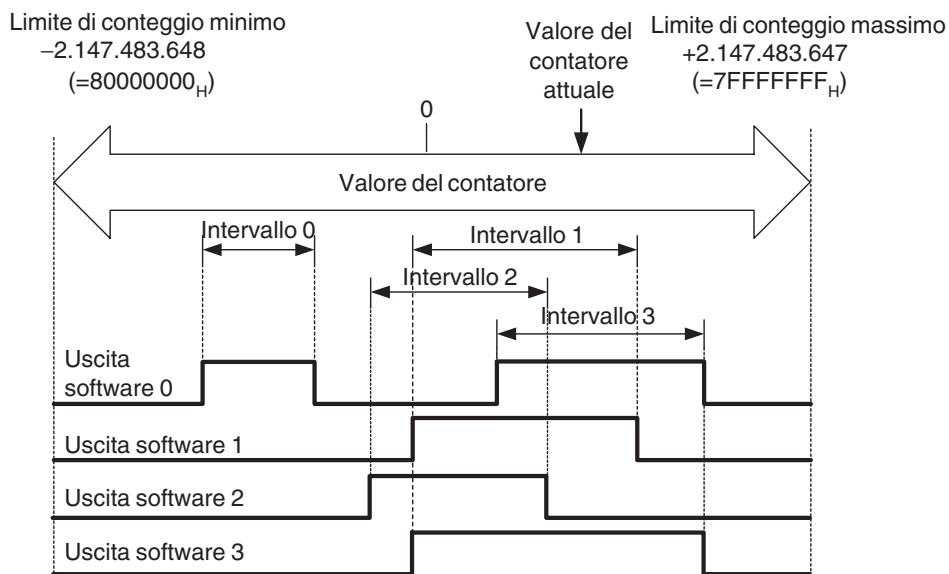 Limite di conteggio minimo
−2.147.483.648
(=80000000H)
Valore del
contatore
attuale
Limite di conteggio massimo
+2.147.483.647
(=7FFFFFFFH)
0
Valore del contatore
Intervallo 0
Intervallo 1
Intervallo 2
Intervallo 3
Uscita
software 0
Uscita software 1
Uscita software 2
Uscita software 3